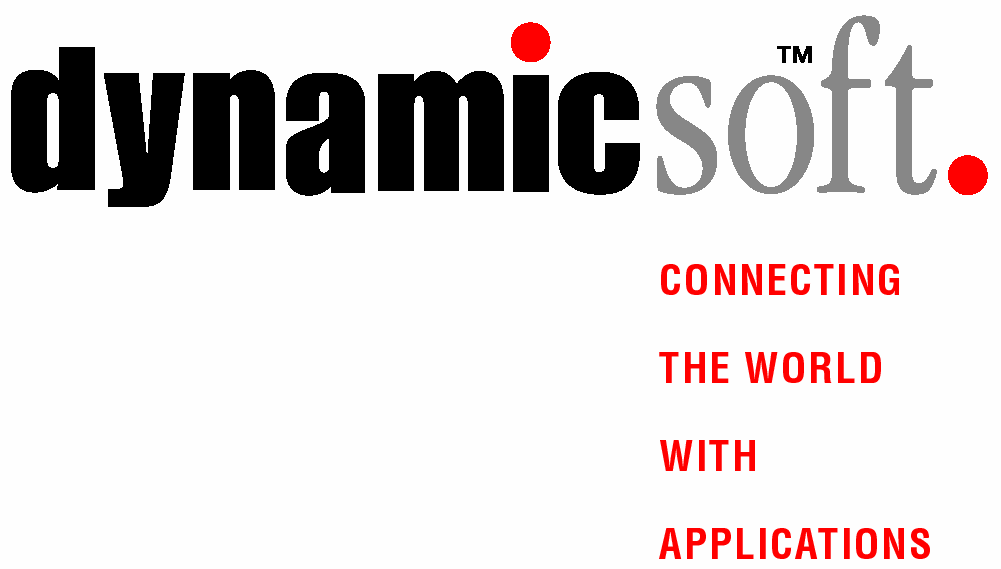 dynamicsoft.™
CONNECTING
THE WORLD
WITH
APPLICATIONS